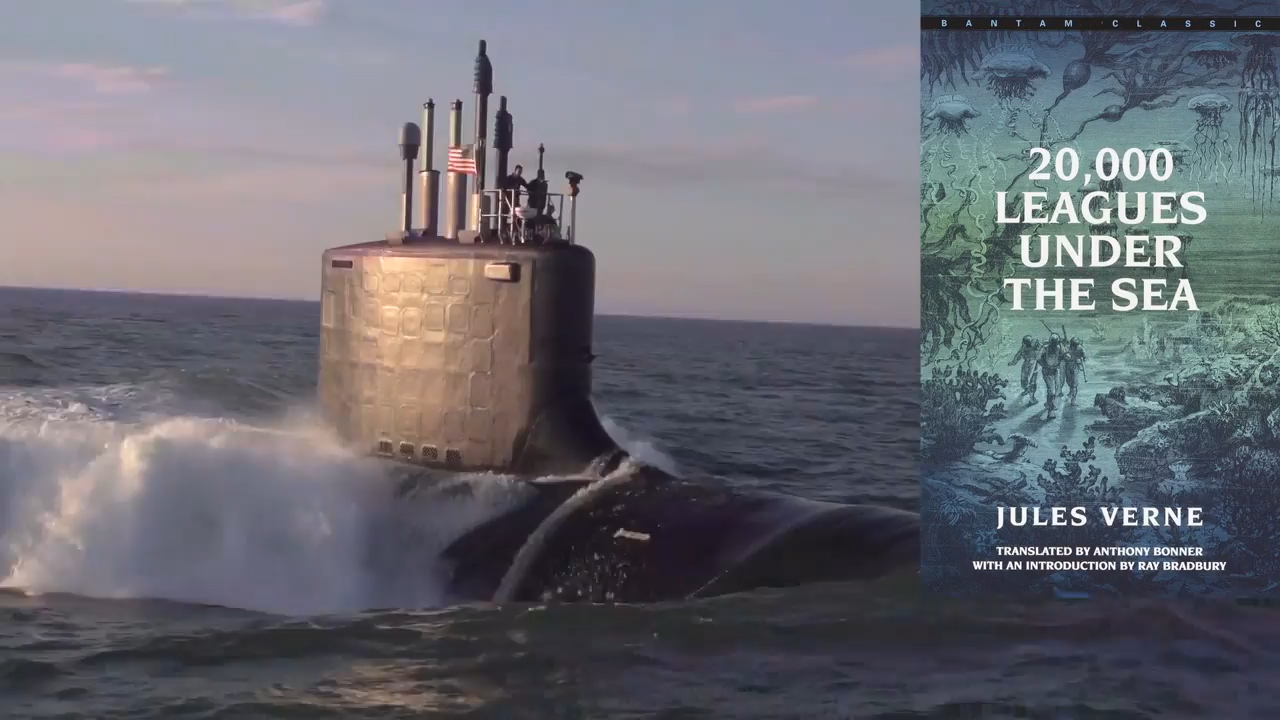 BANTAM CLASSIC
20,000
LEAGUES
UNDER
THE SEA
JULES VERNE
TRANSLATED BY ANTHONY BONNER
WITH AN INTRODUCTION BY RAY BRADBURY